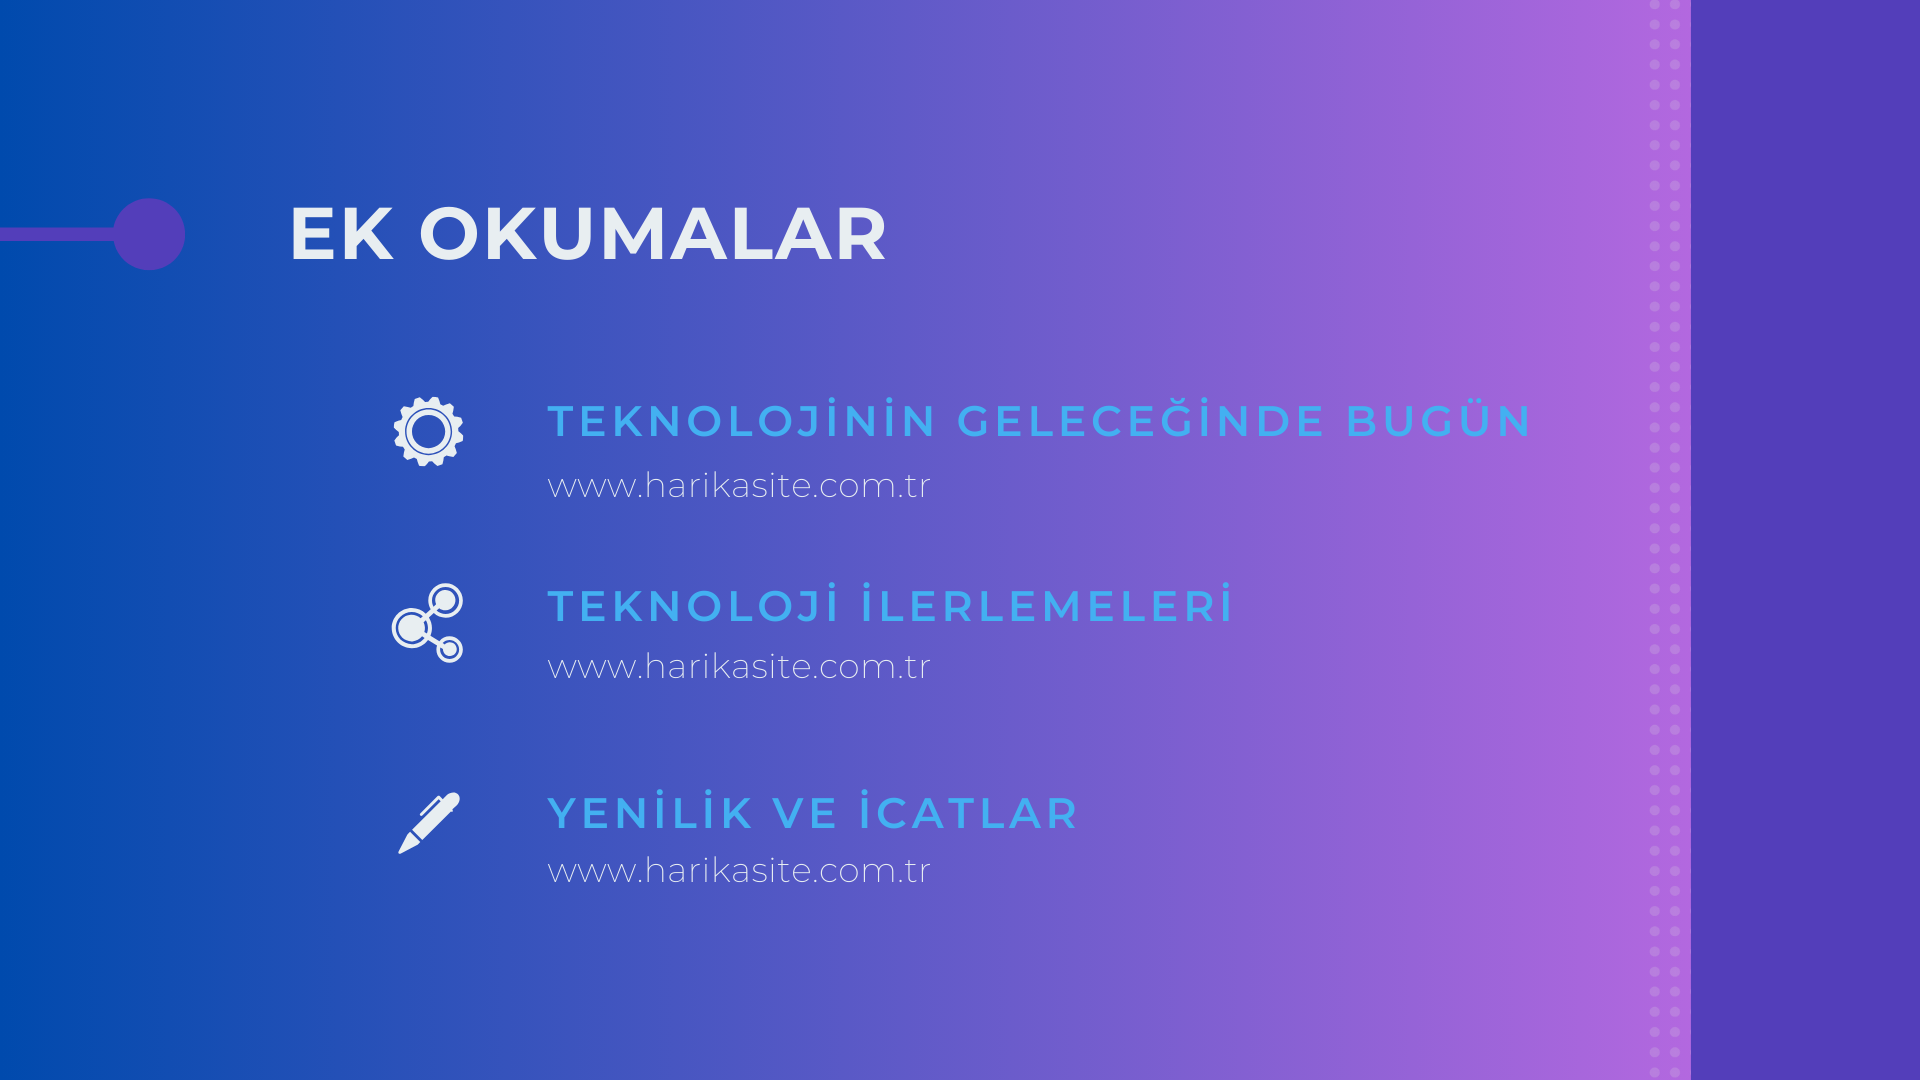 EK OKUMALAR
TEKNOLOJİNİN GELECEĞİNDE BUGÜN
www.harikasite.com.tr
TEKNOLOJİ İLERLEMELERİ
www.harikasite.com.tr
YENİLİK VE İCATLAR
www.harikasite.com.tr